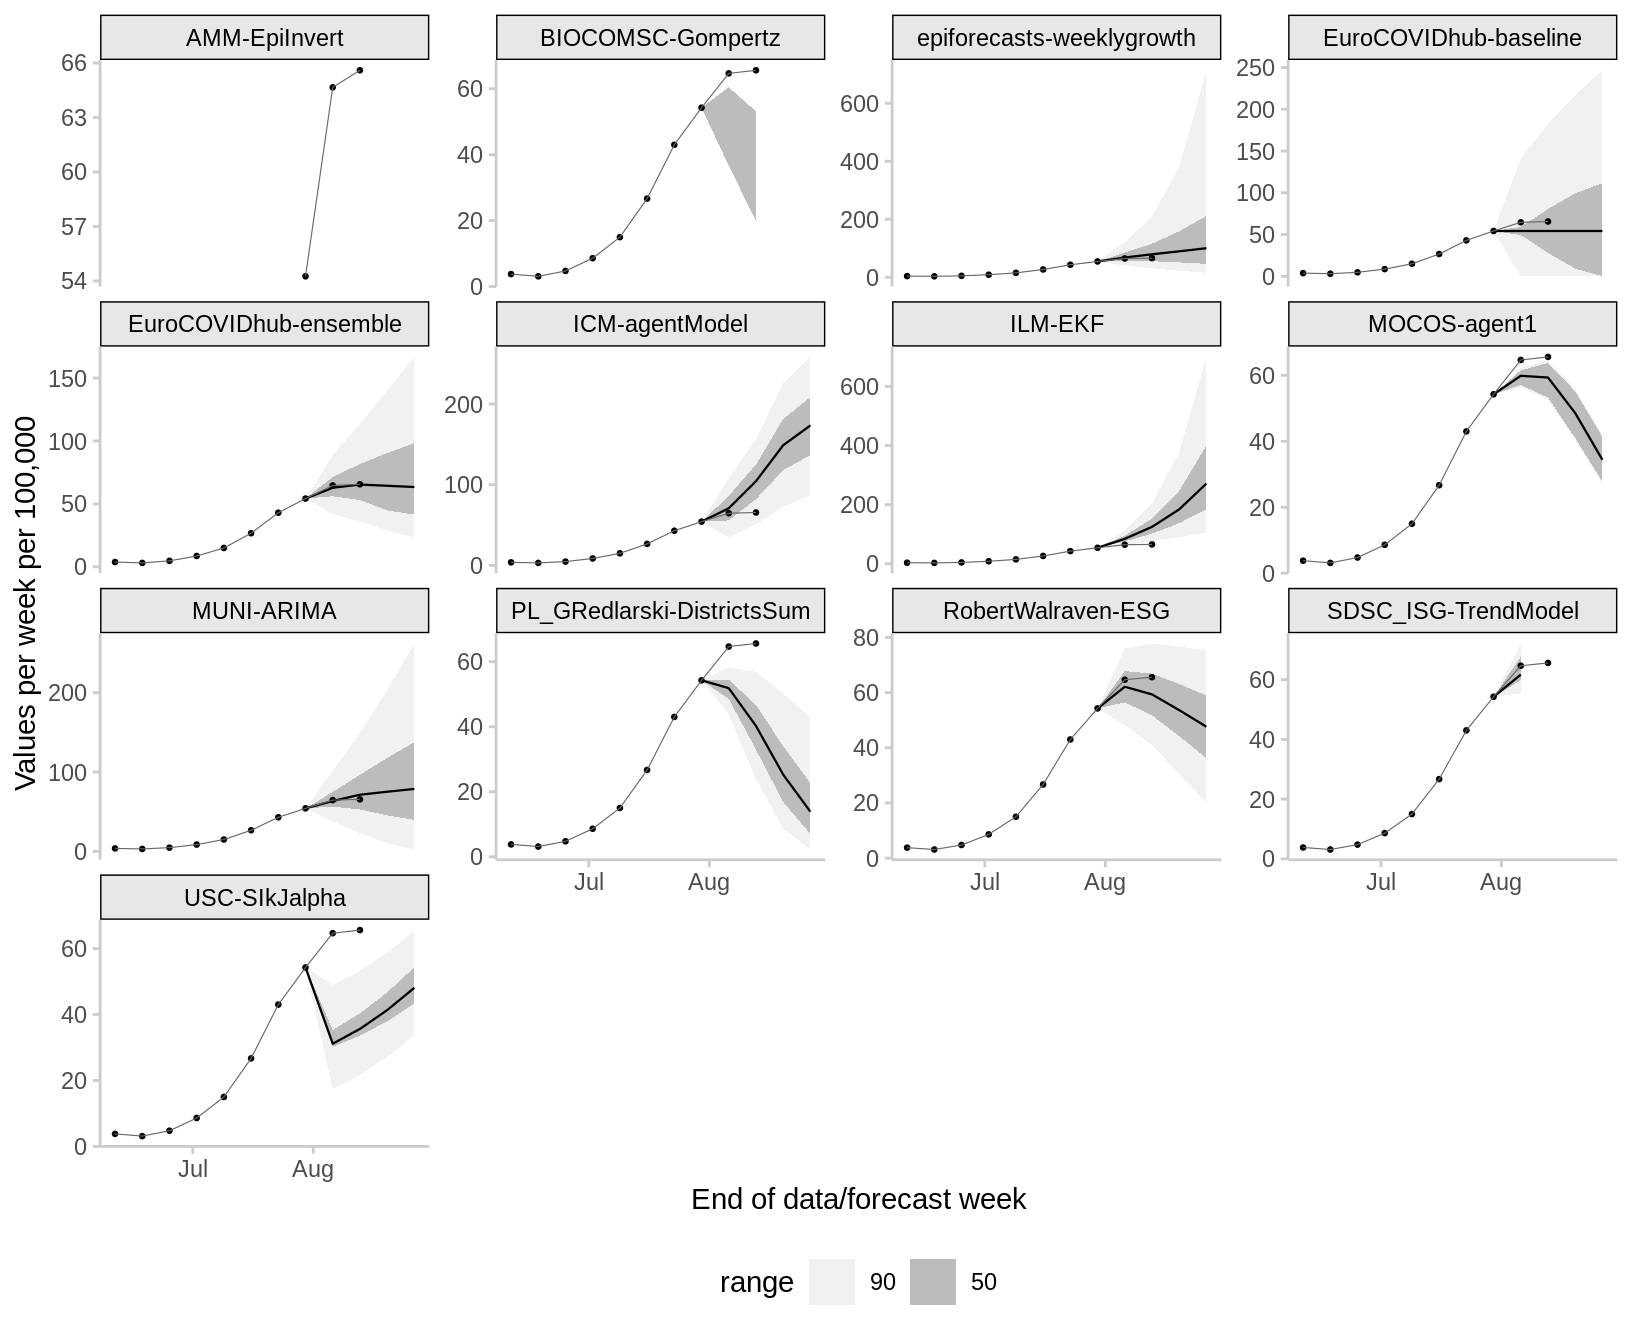 AMM-EpiInvert
BIOCOMSC-Gompertz
epiforecasts-weeklygrowth
EuroCOVIDhub-baseline
66
63
60
57
54
60
40
20
0
600
400
200
0
250
200
150
100
50
0
EuroCOVIDhub-ensemble
ICM-agentModel
ILM-EKF
MOCOS-agent1
150
100
50
0
200
100
0
600
400
200
0
60
40
20
0
Values per week per 100,000
MUNI-ARIMA
PL_GRedlarski-DistrictsSum
RobertWalraven-ESG
SDSC_ISG-TrendModel
200
100
0
60
40
20
0
80
60
40
20
0
60
40
20
0
Jul Aug
Jul Aug
Jul Aug
USC-SIkJalpha
60
40
20
0
Jul Aug
End of data/forecast week
range 90 50